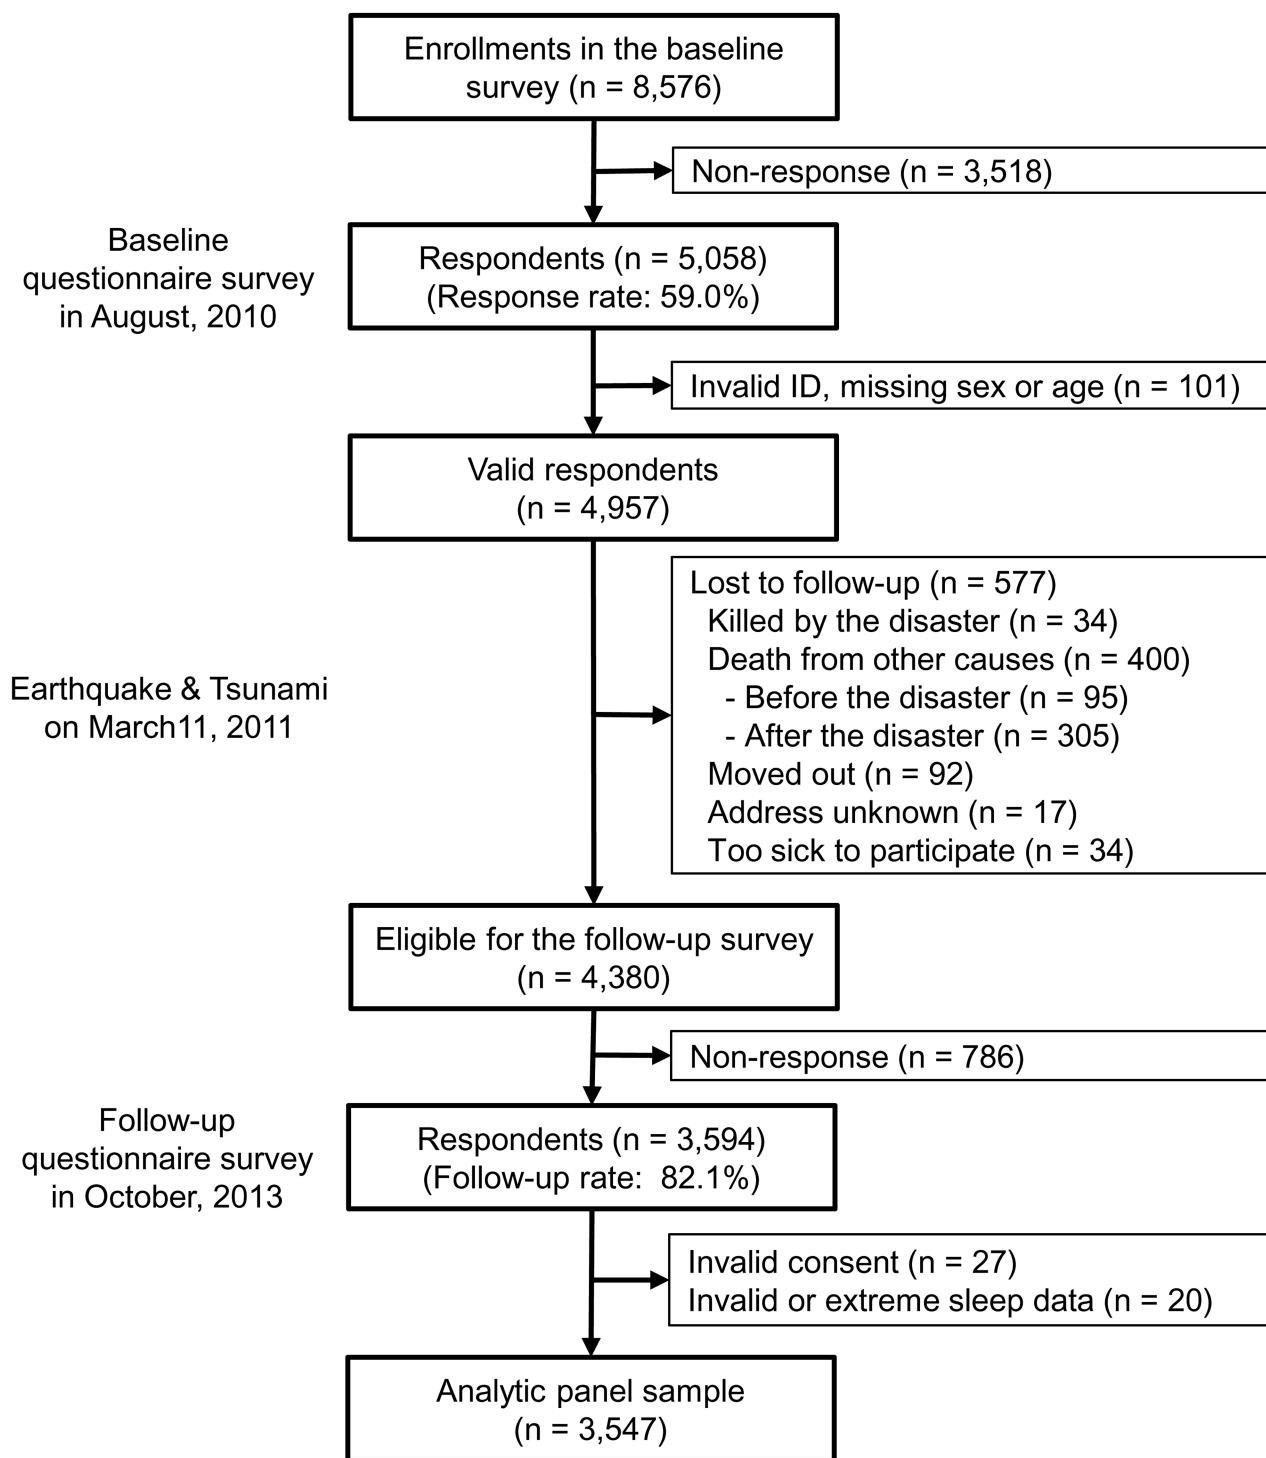 Enrollments in the baseline
survey (n = 8,576)
Non-response (n = 3,518)
Baseline
questionnaire survey
in August, 2010
Respondents (n = 5,058)
(Response rate: 59.0%)
Invalid ID, missing sex or age (n = 101)
Valid respondents
(n = 4,957)
Earthquake & Tsunami
on March11, 2011
Lost to follow-up (n = 577)
Killed by the disaster (n = 34)
Death from other causes (n = 400)
- Before the disaster (n = 95)
- After the disaster (n = 305)
Moved out (n = 92)
Address unknown (n = 17)
Too sick to participate (n = 34)
Eligible for the follow-up survey
(n = 4,380)
Non-response (n = 786)
Follow-up
questionnaire survey
in October, 2013
Respondents (n = 3,594)
(Follow-up rate:  82.1%)
Invalid consent (n = 27)
Invalid or extreme sleep data (n = 20)
Analytic panel sample
(n = 3,547)